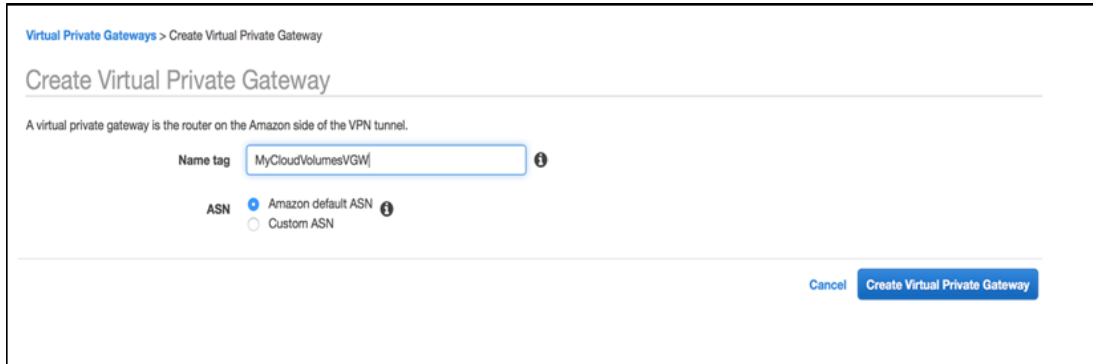 Virtual Private Gateways > Create Virtual Private Gateway
Create Virtual Private Gateway
A virtual private gateway is the router on the Amazon side of the VPN tunnel.
Name tag MyCloudVolumesVGW
ASN Amazon default ASN
Custom ASN
Cancel Create Virtual Private Gateway